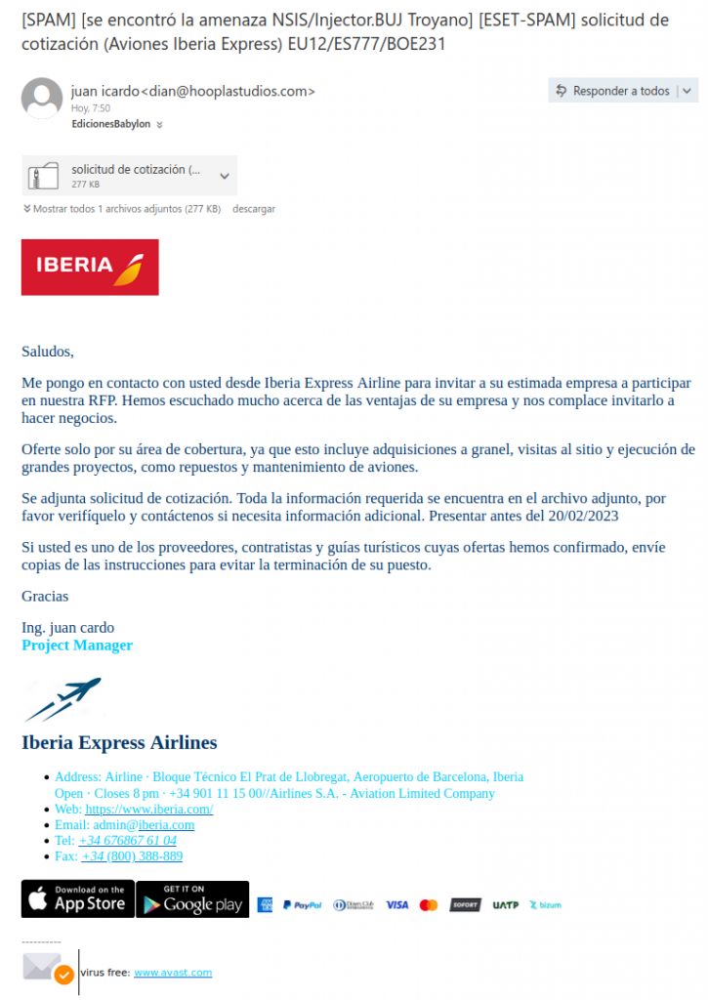 [SPAM] [se encontró la amenaza NSIS/Injector.BUJ Troyano] [ESET-SPAM] solicitud de
cotización (Aviones Iberia Express) EU12/ES777/BOE231
juan icardo<dian@hooplastudios.com>
Responder a todos
Hoy, 7:50
EdicionesBabylon
solicitud de cotización (...
277 KB
Mostrar todos 1 archivos adjuntos (277 KB) descargar
IBERIA
Saludos,
Me pongo en contacto con usted desde Iberia Express Airline para invitar a su estimada empresa a participar
en nuestra RFP. Hemos escuchado mucho acerca de las ventajas de su empresa y nos complace invitarlo a
hacer negocios.
Oferte solo por su área de cobertura, ya que esto incluye adquisiciones a granel, visitas al sitio y ejecución de
grandes proyectos, como repuestos y mantenimiento de aviones.
Se adjunta solicitud de cotización. Toda la información requerida se encuentra en el archivo adjunto, por
favor verifíquelo y contáctenos si necesita información adicional. Presentar antes del 20/02/2023
Si usted es uno de los proveedores, contratistas y guías turísticos cuyas ofertas hemos confirmado, envíe
copias de las instrucciones para evitar la terminación de su puesto.
Gracias
Ing. juan cardo
Project Manager
Iberia Express Airlines
Address: Airline · Bloque Técnico El Prat de Llobregat, Aeropuerto de Barcelona, Iberia
Open · Closes 8 pm · +34 901 11 15 00//Airlines S.A. - Aviation Limited Company
Web: https://www.iberia.com/
Email: admin@iberia.com
Tel: +34 676867 61 04
Fax: +34 (800) 388-889
Download on the
App Store
GET IT ON
Google play
PayPal
Diners Club
VISA
SOFORT
UATP
bizum
----------
virus free: www.avast.com